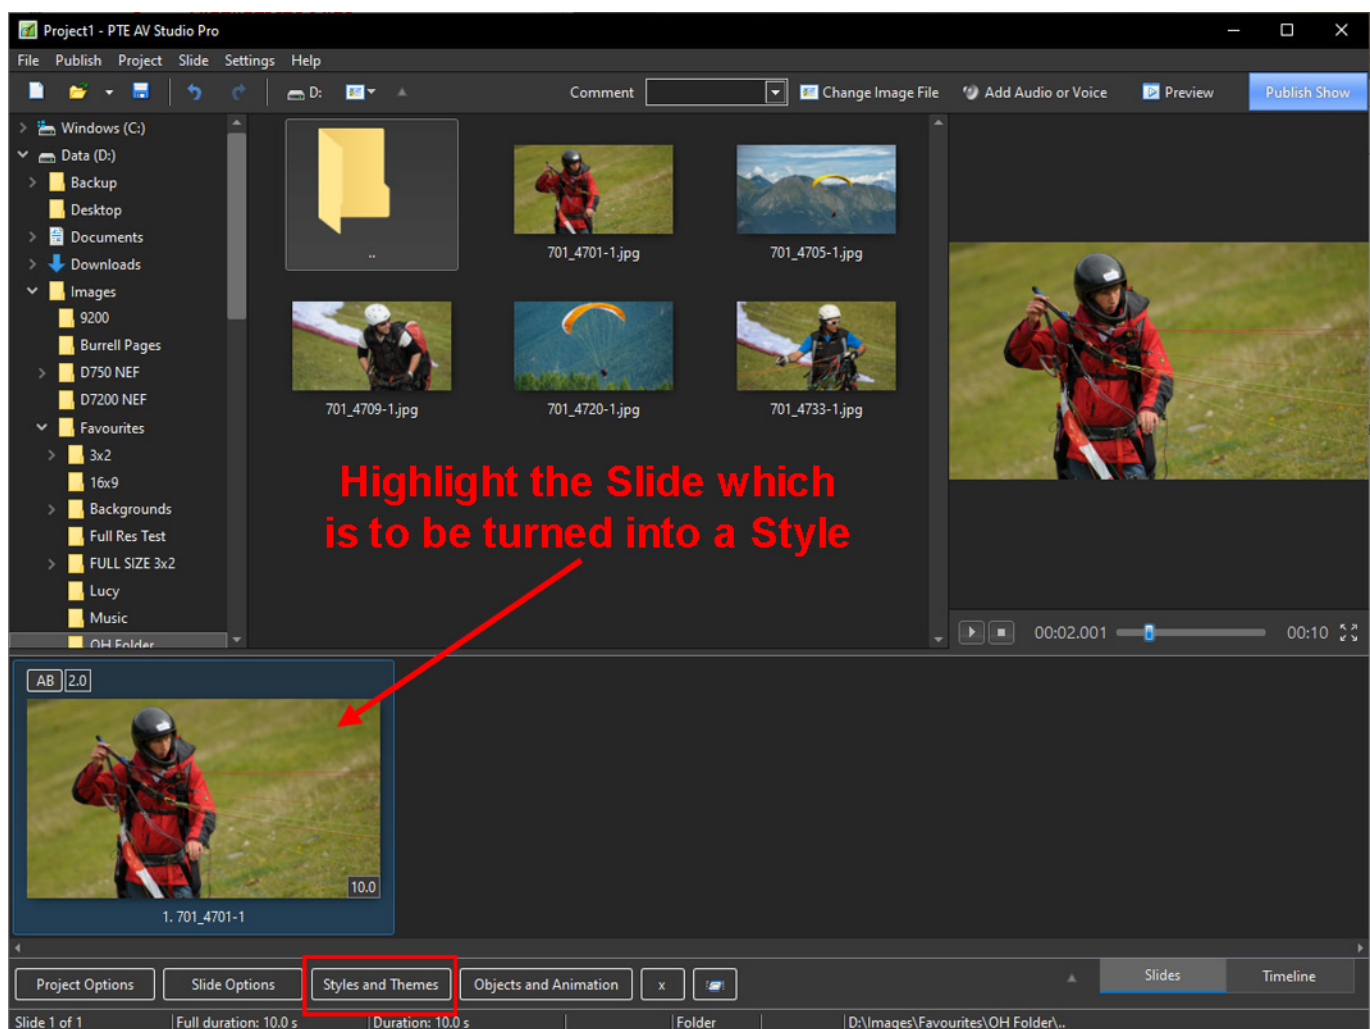 Project1 - PTE AV Studio Pro
File Publish Project Slide Settings Help
D: Comment Change Image File Add Audio or Voice Preview Publish Show
Windows (C:)
Data (D:)
Backup
Desktop
Documents
Downloads
Images
9200
Burrell Pages
D750 NEF
D7200 NEF
Favourites
3x2
16x9
Backgrounds
Full Res Test
FULL SIZE 3x2
Lucy
Music
OH Folder
..
701_4701-1.jpg
701_4705-1.jpg
701_4709-1.jpg
701_4720-1.jpg
701_4733-1.jpg
Highlight the Slide which
is to be turned into a Style
00:02.001 00:10
AB 2.0
10.0
1. 701_4701-1
Project Options Slide Options Styles and Themes Objects and Animation x Slides Timeline
Slide 1 of 1 Full duration: 10.0 s Duration: 10.0 s Folder D:\Images\Favourites\OH Folder\..